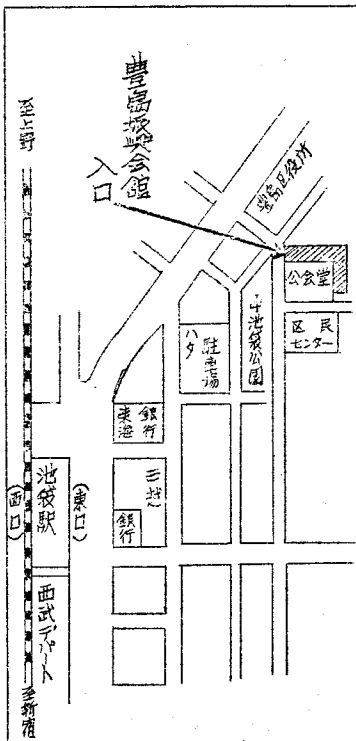 豊島振興会館
入口
至上野
豊島区役所
公会堂
区民
センター
中池袋公園
駐車場
ハタ
東海
銀行
三越
銀行
池袋駅
(東口)
(西口)
西武デパート
至新宿